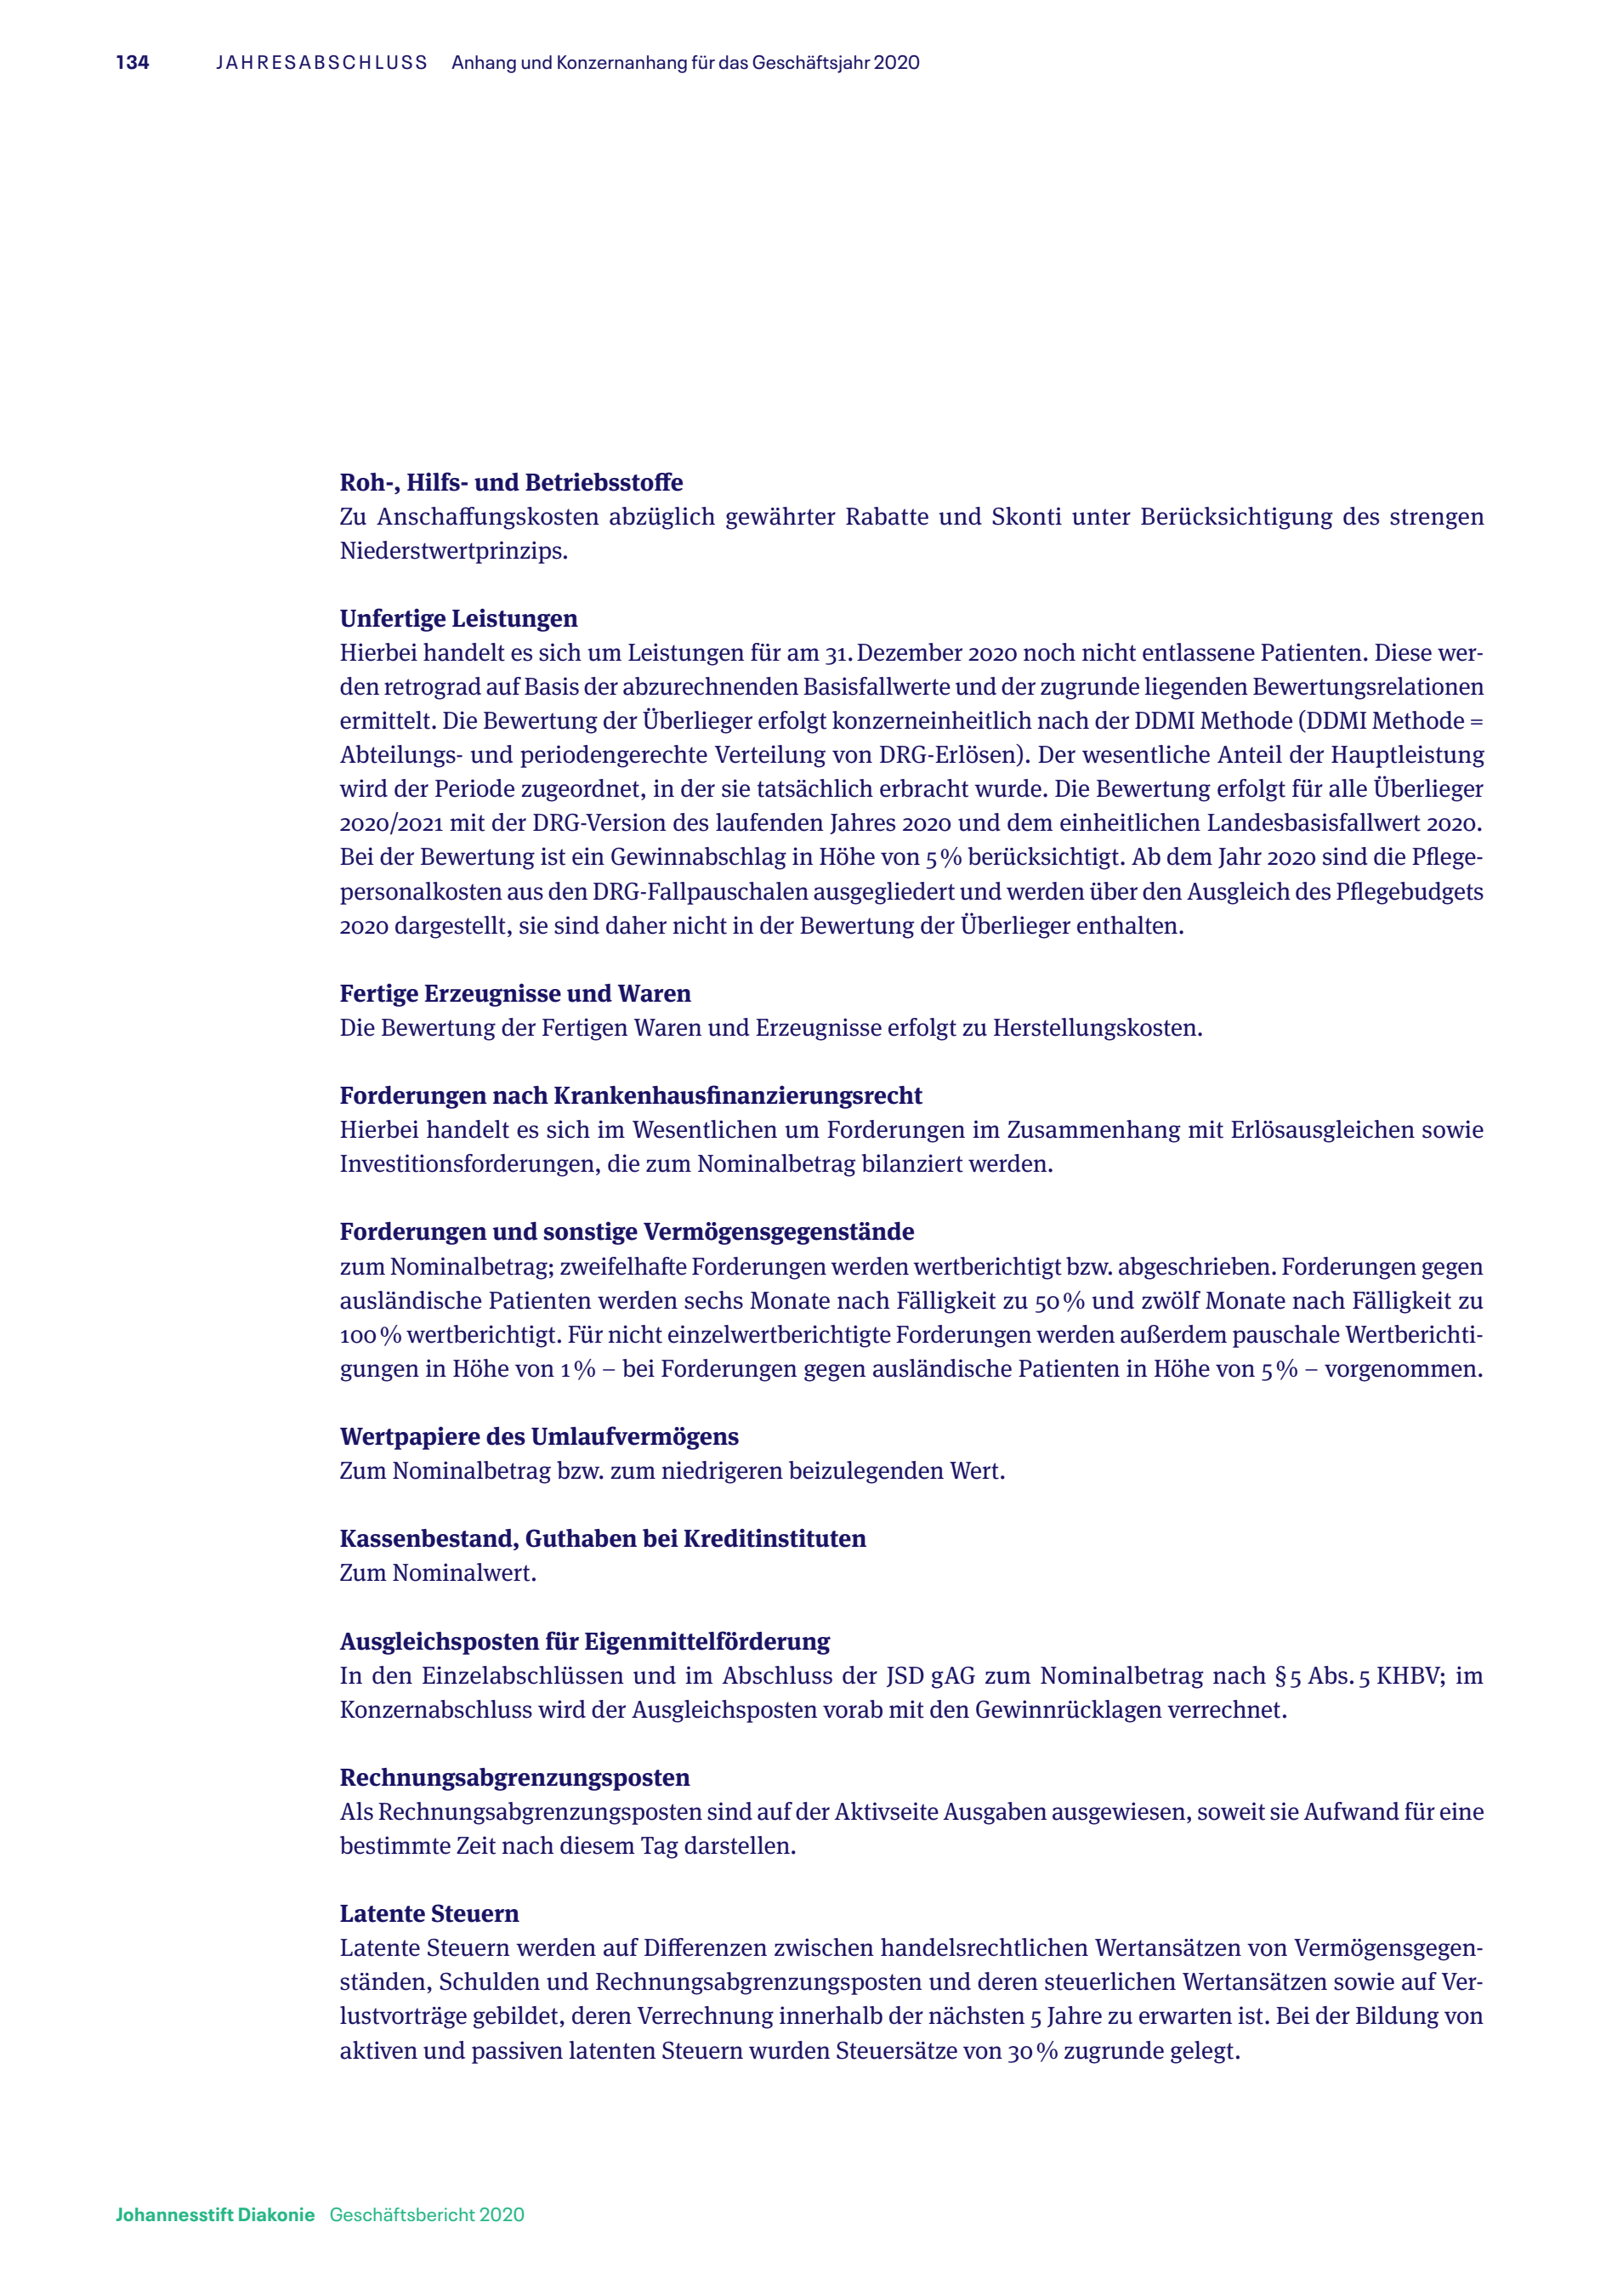 134 JAHRESABSCHLUSS Anhang und Konzernanhang für das Geschäftsjahr 2020
Roh-, Hilfs- und Betriebsstoffe
Zu Anschaffungskosten abzüglich gewährter Rabatte und Skonti unter Berücksichtigung des strengen
Niederstwertprinzips.
Unfertige Leistungen
Hierbei handelt es sich um Leistungen für am 31. Dezember 2020 noch nicht entlassene Patienten. Diese wer-
den retrograd auf Basis der abzurechnenden Basisfallwerte und der zugrunde liegenden Bewertungsrelationen
ermittelt. Die Bewertung der Überlieger erfolgt konzerneinheitlich nach der DDMI Methode (DDMI Methode =
Abteilungs- und periodengerechte Verteilung von DRG-Erlösen). Der wesentliche Anteil der Hauptleistung
wird der Periode zugeordnet, in der sie tatsächlich erbracht wurde. Die Bewertung erfolgt für alle Überlieger
2020/2021 mit der DRG-Version des laufenden Jahres 2020 und dem einheitlichen Landesbasisfallwert 2020.
Bei der Bewertung ist ein Gewinnabschlag in Höhe von 5 % berücksichtigt. Ab dem Jahr 2020 sind die Pflege-
personalkosten aus den DRG-Fallpauschalen ausgegliedert und werden über den Ausgleich des Pflegebudgets
2020 dargestellt, sie sind daher nicht in der Bewertung der Überlieger enthalten.
Fertige Erzeugnisse und Waren
Die Bewertung der Fertigen Waren und Erzeugnisse erfolgt zu Herstellungskosten.
Forderungen nach Krankenhausfinanzierungsrecht
Hierbei handelt es sich im Wesentlichen um Forderungen im Zusammenhang mit Erlösausgleichen sowie
Investitionsforderungen, die zum Nominalbetrag bilanziert werden.
Forderungen und sonstige Vermögensgegenstände
zum Nominalbetrag; zweifelhafte Forderungen werden wertberichtigt bzw. abgeschrieben. Forderungen gegen
ausländische Patienten werden sechs Monate nach Fälligkeit zu 50 % und zwölf Monate nach Fälligkeit zu
100 % wertberichtigt. Für nicht einzelwertberichtigte Forderungen werden außerdem pauschale Wertberichti-
gungen in Höhe von 1 % – bei Forderungen gegen ausländische Patienten in Höhe von 5 % – vorgenommen.
Wertpapiere des Umlaufvermögens
Zum Nominalbetrag bzw. zum niedrigeren beizulegenden Wert.
Kassenbestand, Guthaben bei Kreditinstituten
Zum Nominalwert.
Ausgleichsposten für Eigenmittelförderung
In den Einzelabschlüssen und im Abschluss der JSD gAG zum Nominalbetrag nach § 5 Abs. 5 KHBV; im
Konzernabschluss wird der Ausgleichsposten vorab mit den Gewinnrücklagen verrechnet.
Rechnungsabgrenzungsposten
Als Rechnungsabgrenzungsposten sind auf der Aktivseite Ausgaben ausgewiesen, soweit sie Aufwand für eine
bestimmte Zeit nach diesem Tag darstellen.
Latente Steuern
Latente Steuern werden auf Differenzen zwischen handelsrechtlichen Wertansätzen von Vermögensgegen-
ständen, Schulden und Rechnungsabgrenzungsposten und deren steuerlichen Wertansätzen sowie auf Ver-
lustvorträge gebildet, deren Verrechnung innerhalb der nächsten 5 Jahre zu erwarten ist. Bei der Bildung von
aktiven und passiven latenten Steuern wurden Steuersätze von 30 % zugrunde gelegt.
Johannesstift Diakonie Geschäftsbericht 2020